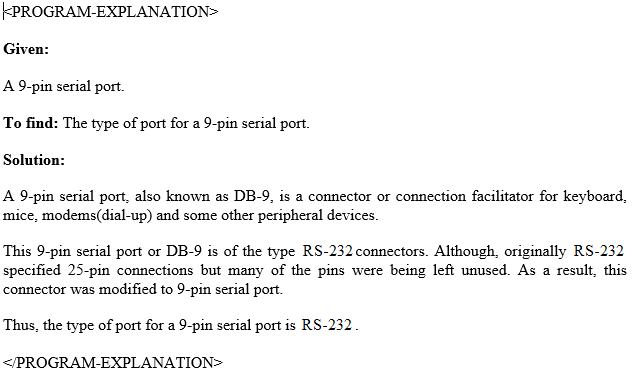 <PROGRAM-EXPLANATION>
Given:
A 9-pin serial port.
To find: The type of port for a 9-pin serial port.
Solution:
A 9-pin serial port, also known as DB-9, is a connector or connection facilitator for keyboard,
mice, modems(dial-up) and some other peripheral devices.
This 9-pin serial port or DB-9 is of the type RS-232 connectors. Although, originally RS-232
specified 25-pin connections but many of the pins were being left unused. As a result, this
connector was modified to 9-pin serial port.
Thus, the type of port for a 9-pin serial port is RS-232 .
</PROGRAM-EXPLANATION>